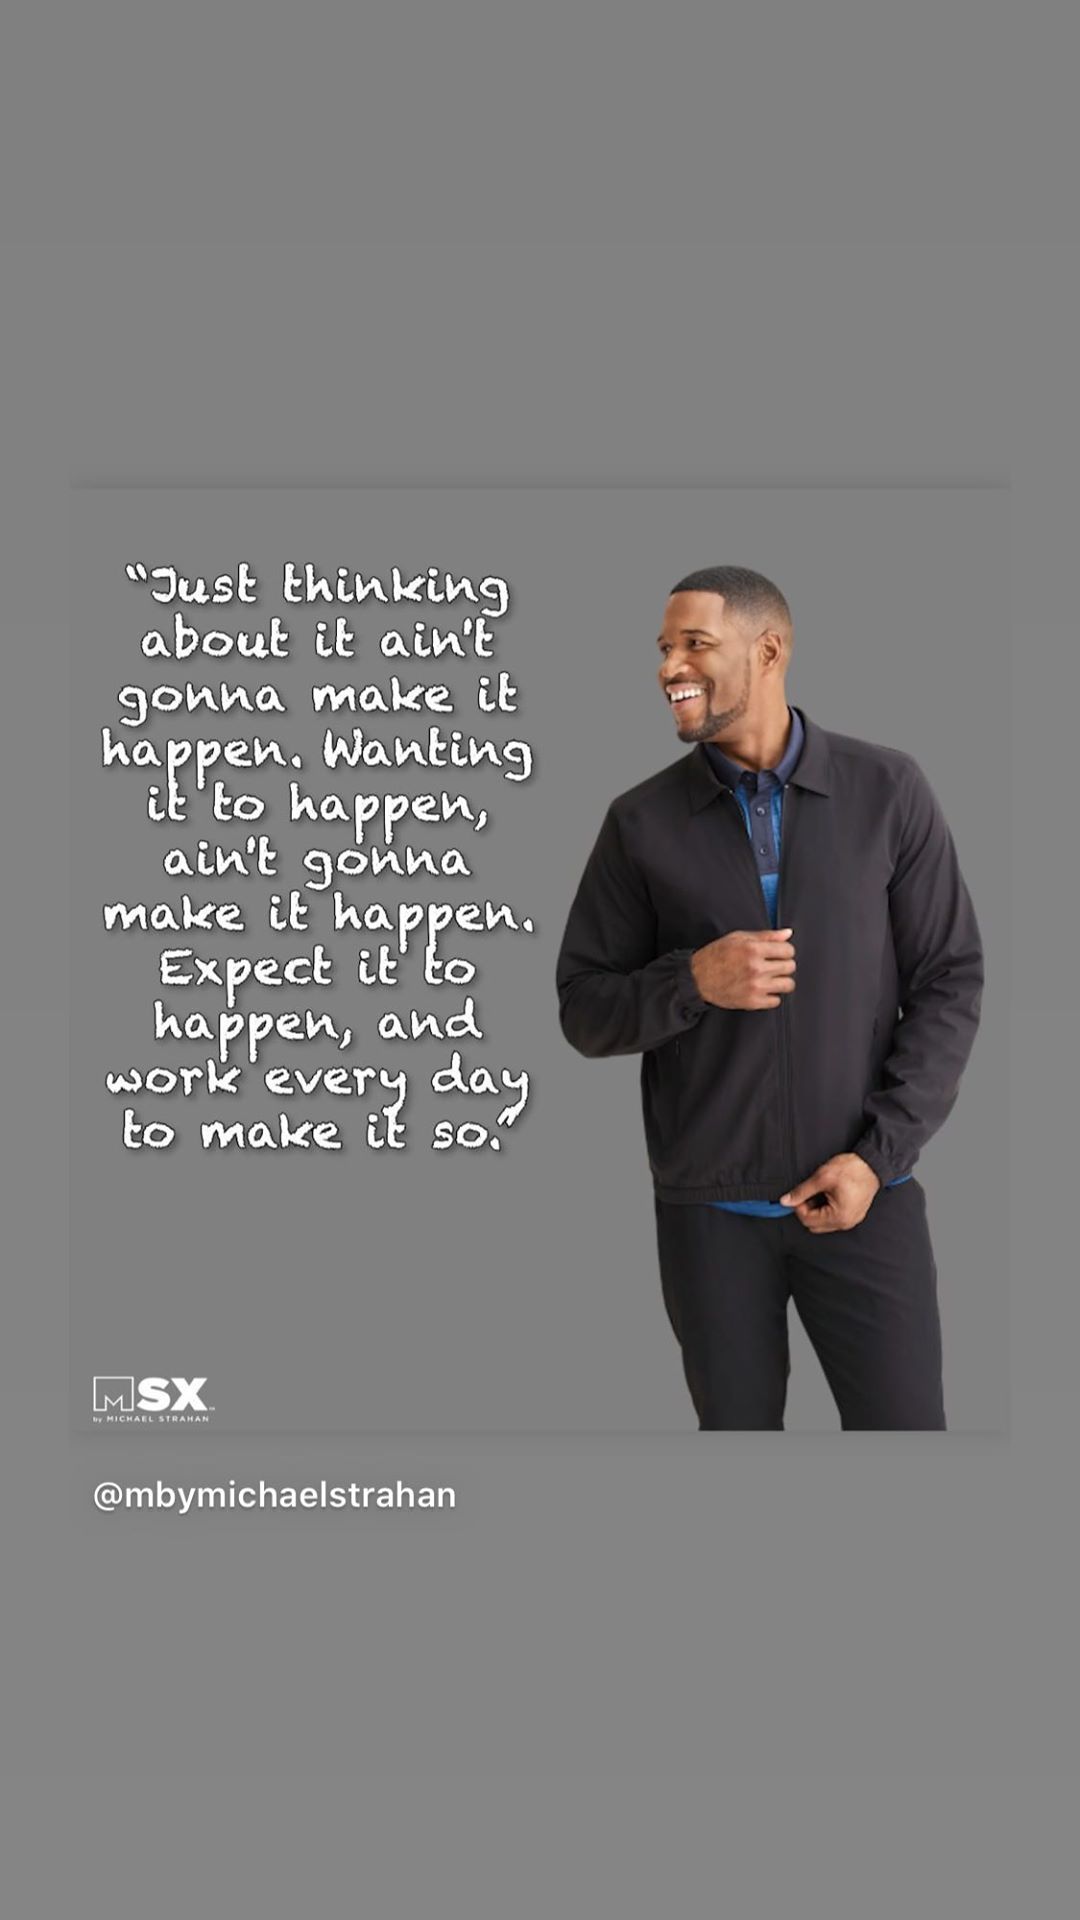 “Just thinking
about it ain't
gonna make it
happen. Wanting
it to happen,
ain't gonna
make it happen.
Expect it to
happen, and
work every day
to make it so.”
MSX
by MICHAEL STRAHAN
@mbymichaelstrahan